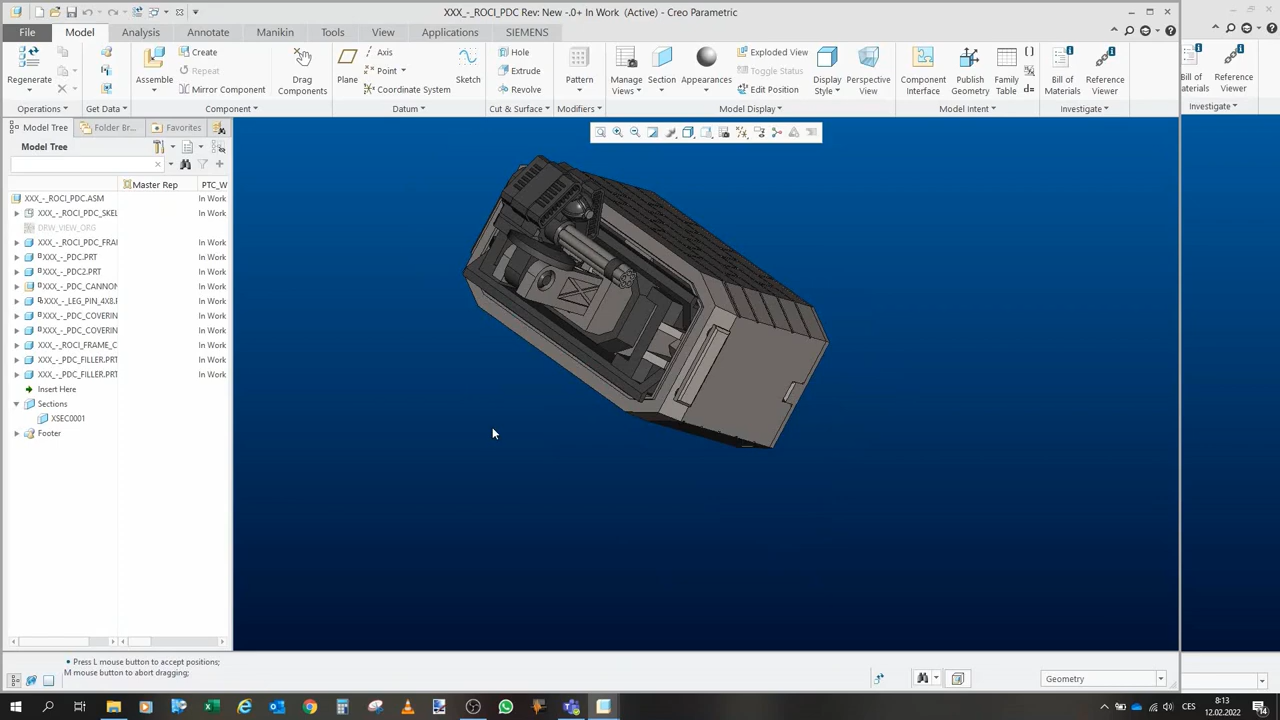 XXX_-_ROCI_PDC Rev: New -.0+ In Work (Active) - Creo Parametric
File Model Analysis Annotate Manikin Tools View Applications SIEMENS
Regenerate
Operations
Get Data
Assemble
Create
Repeat
Mirror Component
Drag Components
Component
Plane
Axis
Point
Coordinate System
Sketch
Datum
Hole
Extrude
Revolve
Cut & Surface
Pattern
Modifiers
Manage Views
Section
Appearances
Exploded View
Toggle Status
Edit Position
Display Style
Perspective View
Model Display
Component Interface
Publish Geometry
Family Table
Model Intent
Bill of Materials
Reference Viewer
Investigate
Bill of
aterials
Reference
Viewer
Investigate
Model Tree Folder Br... Favorites
Model Tree
Master Rep PTC_W
XXX_-_ROCI_PDC.ASM In Work
XXX_-_ROCI_PDC_SKEL In Work
DRW_VIEW_ORG
XXX_-_ROCI_PDC_FRAI In Work
XXX_-_PDC.PRT In Work
XXX_-_PDC2.PRT In Work
XXX_-_PDC_CANNON In Work
XXX_-_LEG_PIN_4X8.F In Work
XXX_-_PDC_COVERIN In Work
XXX_-_PDC_COVERIN In Work
XXX_-_ROCI_FRAME_C In Work
XXX_-_PDC_FILLER.PRT In Work
XXX_-_PDC_FILLER.PRT In Work
Insert Here
Sections
XSEC0001
Footer
• Press L mouse button to accept positions;
M mouse button to abort dragging;
Geometry
CES
8:13
12.02.2022